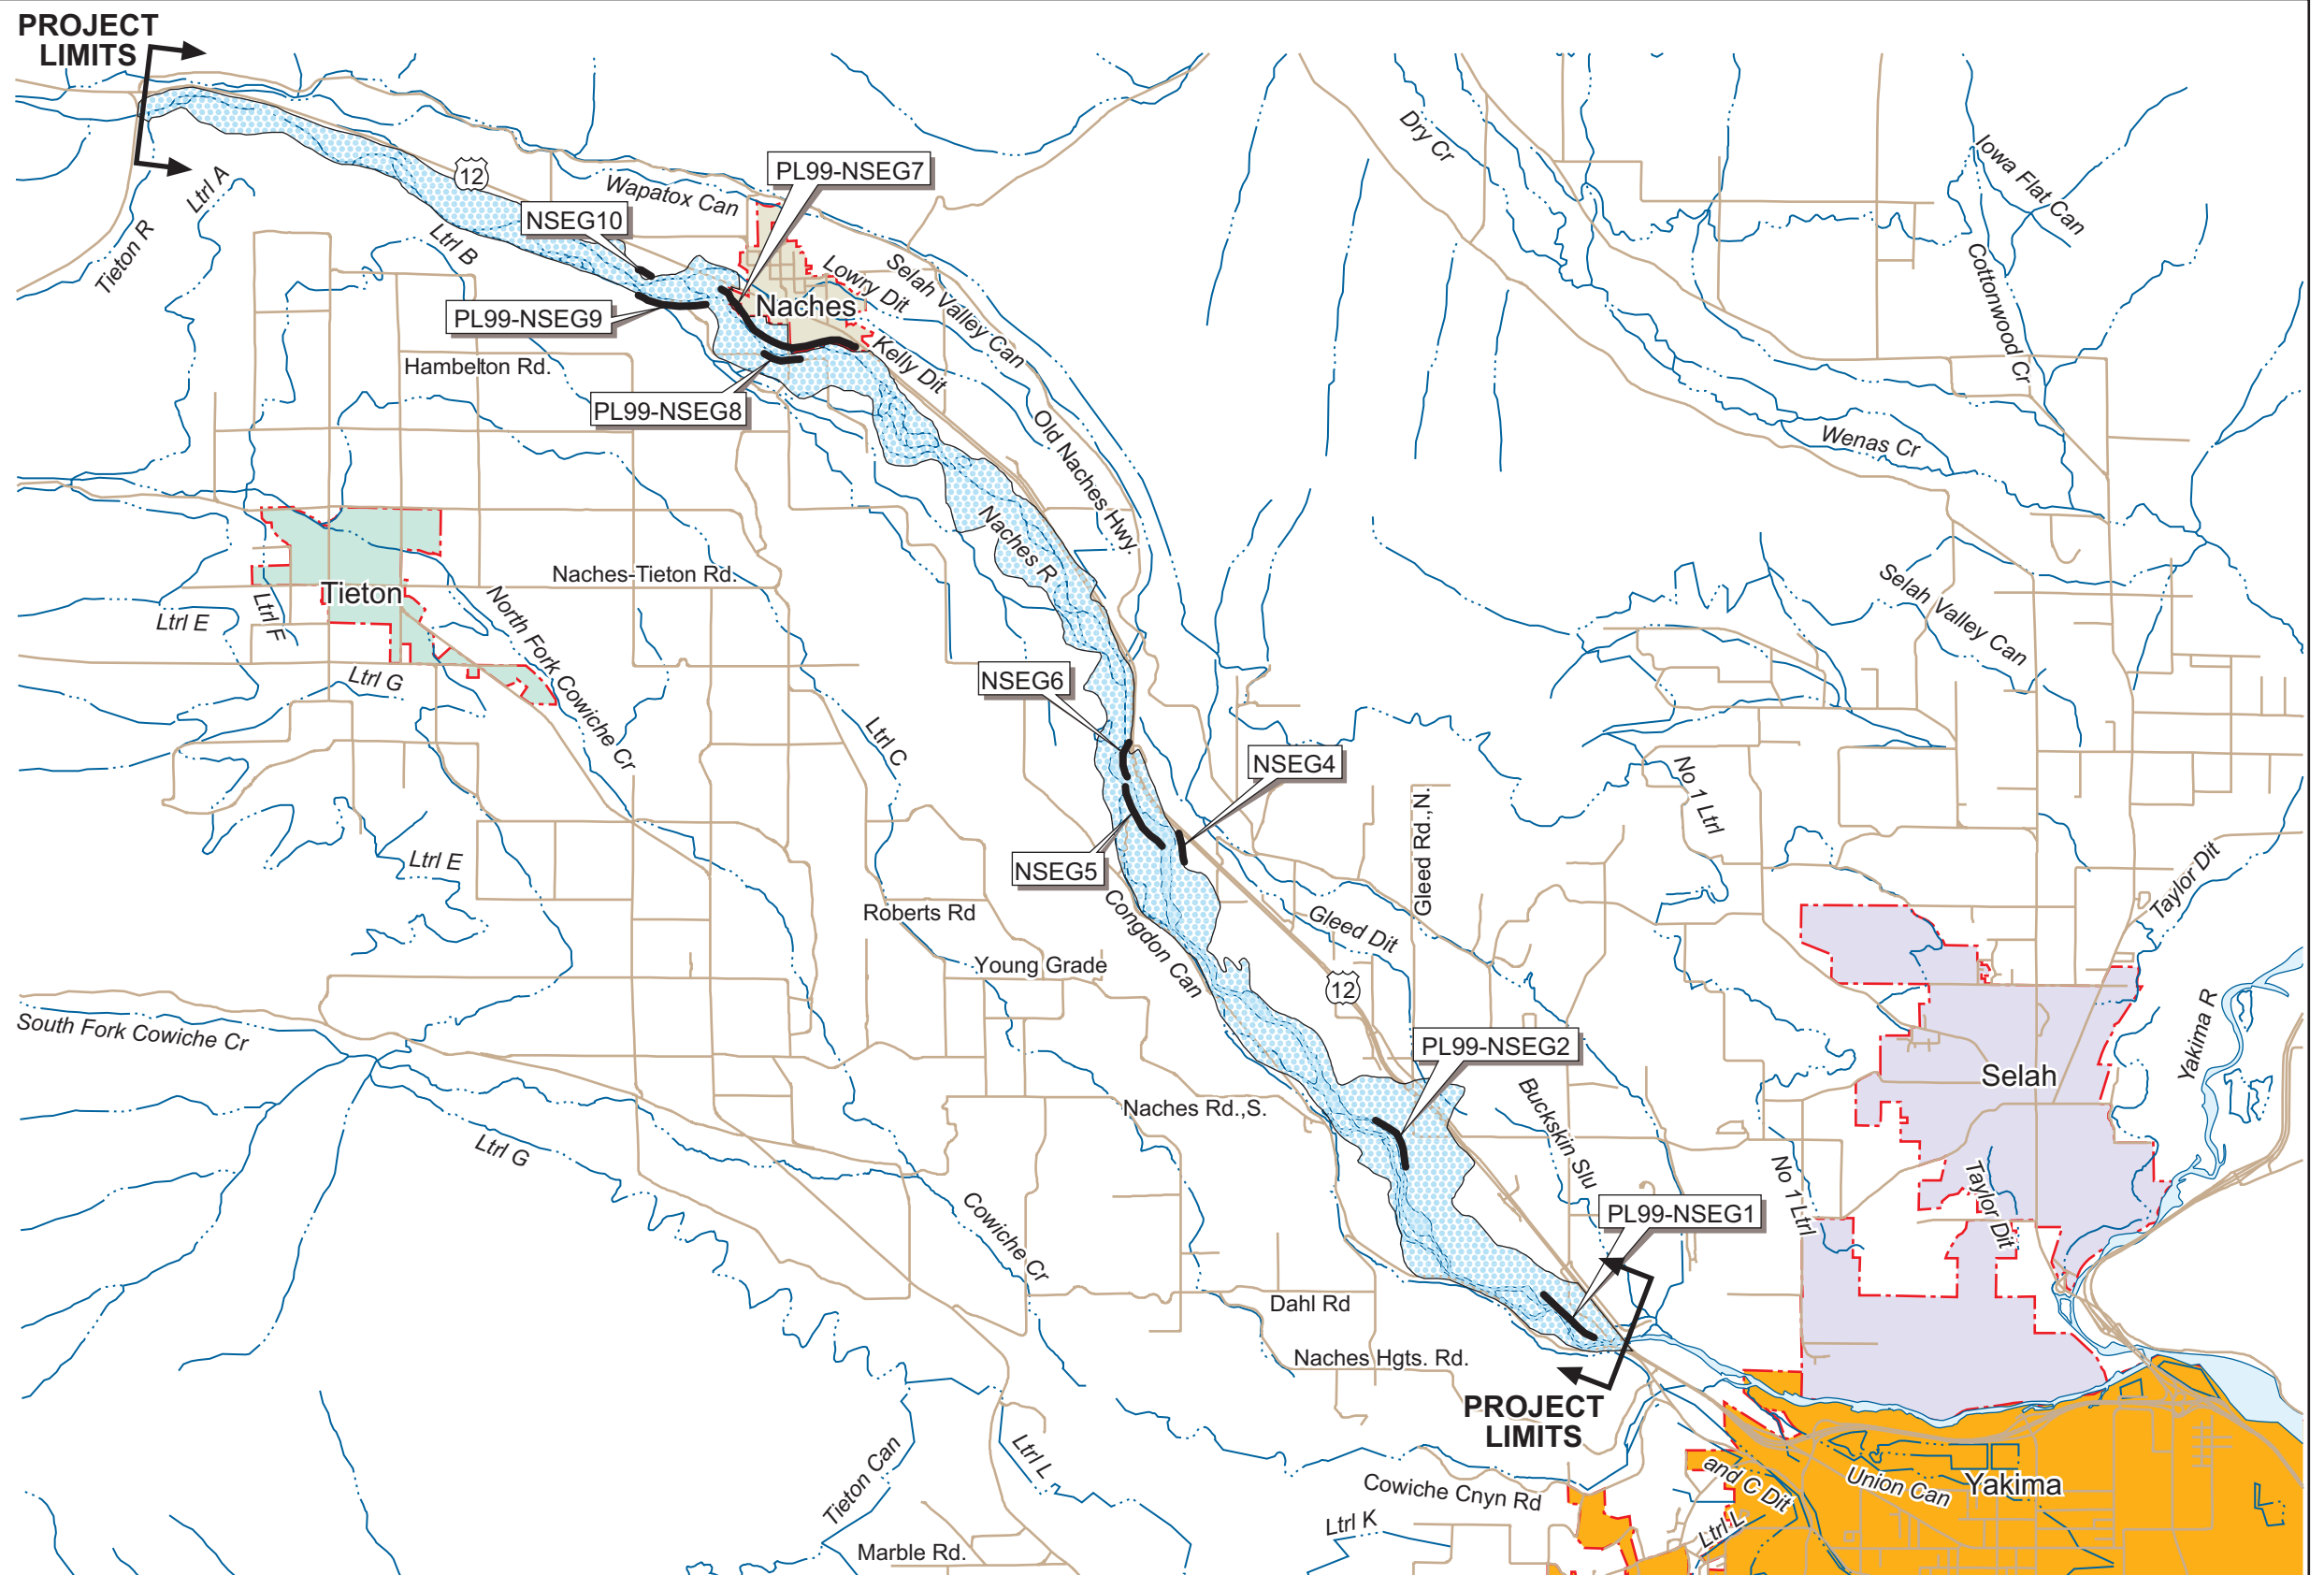 PROJECT
LIMITS
Tieton R
Ltrl A
12
Wapatox Can
PL99-NSEG7
NSEG10
Ltrl B
PL99-NSEG9
Naches
Lowry Dit
Selah Valley Can
Hambelton Rd.
Kelly Dit
PL99-NSEG8
Old Naches Hwy.
Dry Cr
Iowa Flat Can
Cottonwood Cr
Wenas Cr
Naches R
Naches-Tieton Rd.
Tieton
Ltrl E
Ltrl F
North Fork Cowiche Cr
Selah Valley Can
Ltrl G
NSEG6
Ltrl C
NSEG4
No 1 Ltrl
Gleed Rd.,N.
Ltrl E
NSEG5
Taylor Dit
Roberts Rd
Congdon Can
Gleed Dit
Young Grade
12
South Fork Cowiche Cr
Yakima R
PL99-NSEG2
Selah
Naches Rd.,S.
Buckskin Slu
Ltrl G
No 1 Ltrl
Taylor Dit
Cowiche Cr
PL99-NSEG1
Dahl Rd
Naches Hgts. Rd.
PROJECT
LIMITS
Tieton Can
Ltrl L
Cowiche Cnyn Rd
and C Dit
Union Can
Yakima
Ltrl K
Ltrl L
Marble Rd.